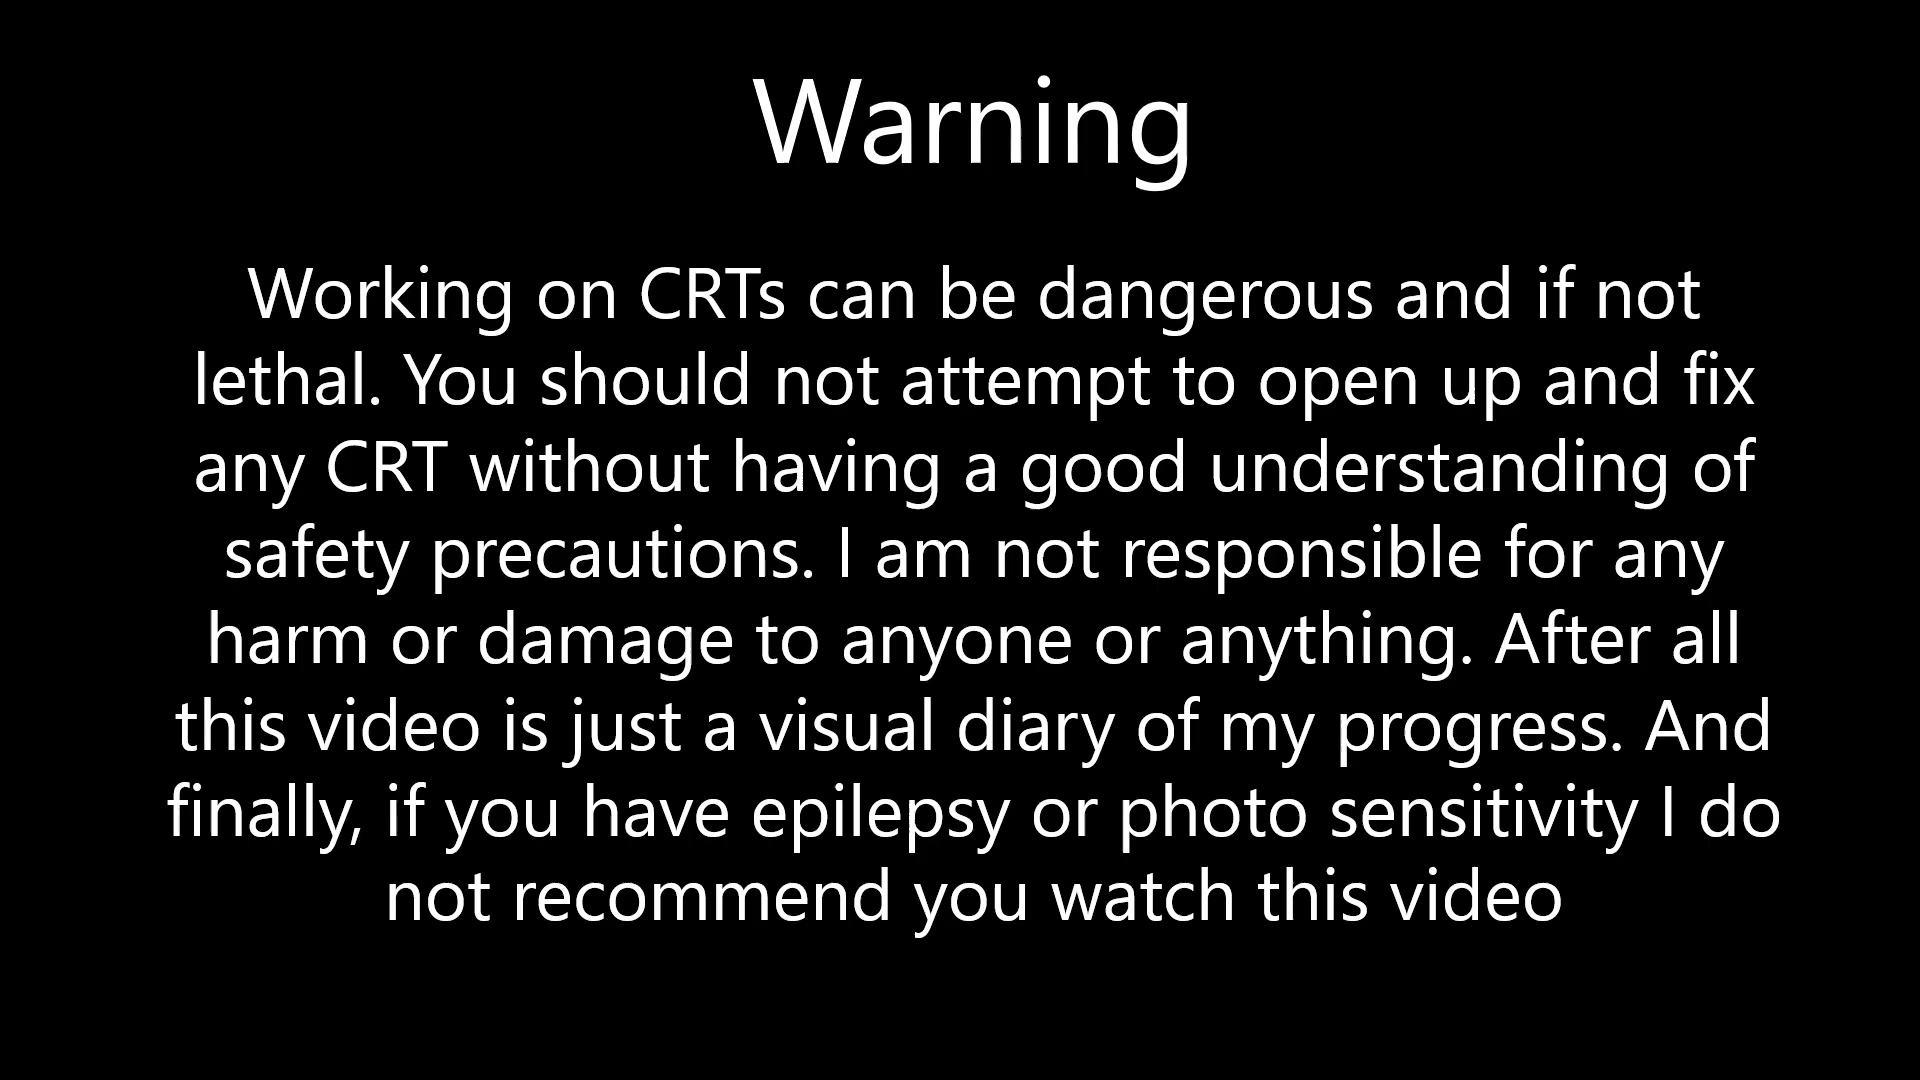 Warning
Working on CRTs can be dangerous and if not
lethal. You should not attempt to open up and fix
any CRT without having a good understanding of
safety precautions. I am not responsible for any
harm or damage to anyone or anything. After all
this video is just a visual diary of my progress. And
finally, if you have epilepsy or photo sensitivity I do
not recommend you watch this video